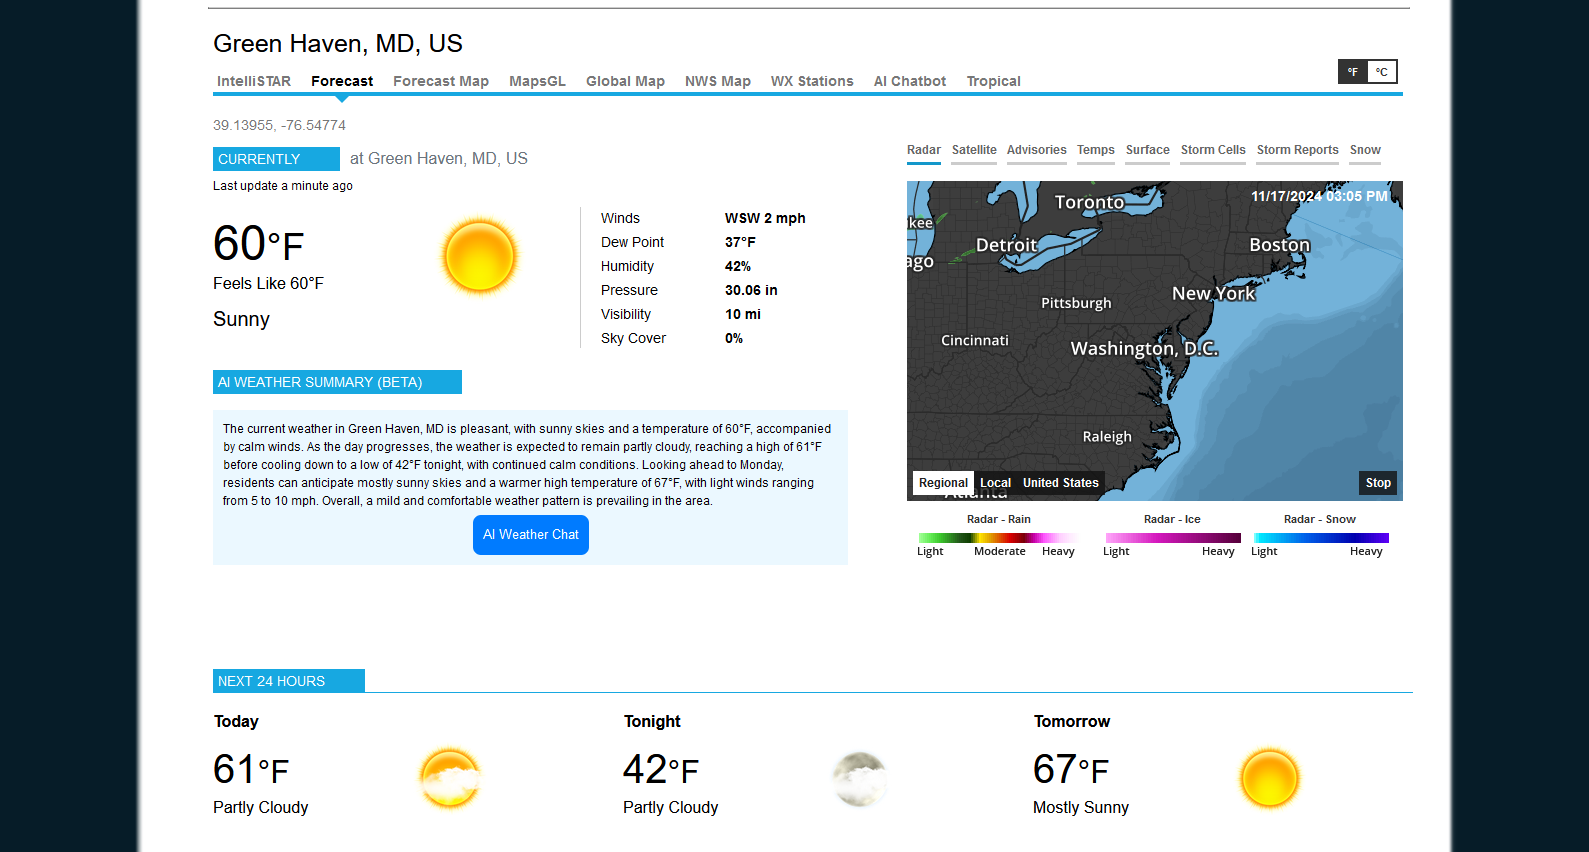 Green Haven, MD, US
IntelliSTAR Forecast Forecast Map MapsGL Global Map NWS Map WX Stations AI Chatbot Tropical
°F °C
39.13955, -76.54774
CURRENTLY at Green Haven, MD, US
Last update a minute ago
60°F
Feels Like 60°F
Sunny
Winds WSW 2 mph
Dew Point 37°F
Humidity 42%
Pressure 30.06 in
Visibility 10 mi
Sky Cover 0%
AI WEATHER SUMMARY (BETA)
The current weather in Green Haven, MD is pleasant, with sunny skies and a temperature of 60°F, accompanied
by calm winds. As the day progresses, the weather is expected to remain partly cloudy, reaching a high of 61°F
before cooling down to a low of 42°F tonight, with continued calm conditions. Looking ahead to Monday,
residents can anticipate mostly sunny skies and a warmer high temperature of 67°F, with light winds ranging
from 5 to 10 mph. Overall, a mild and comfortable weather pattern is prevailing in the area.
AI Weather Chat
Radar Satellite Advisories Temps Surface Storm Cells Storm Reports Snow
11/17/2024 03:05 PM
Toronto
kee
Detroit
Boston
ago
New York
Pittsburgh
Cincinnati
Washington, D.C.
Raleigh
Regional Local United States
Atlanta
Stop
Radar - Rain Radar - Ice Radar - Snow
Light Moderate Heavy Light Heavy Light Heavy
NEXT 24 HOURS
Today Tonight Tomorrow
61°F 42°F 67°F
Partly Cloudy Partly Cloudy Mostly Sunny